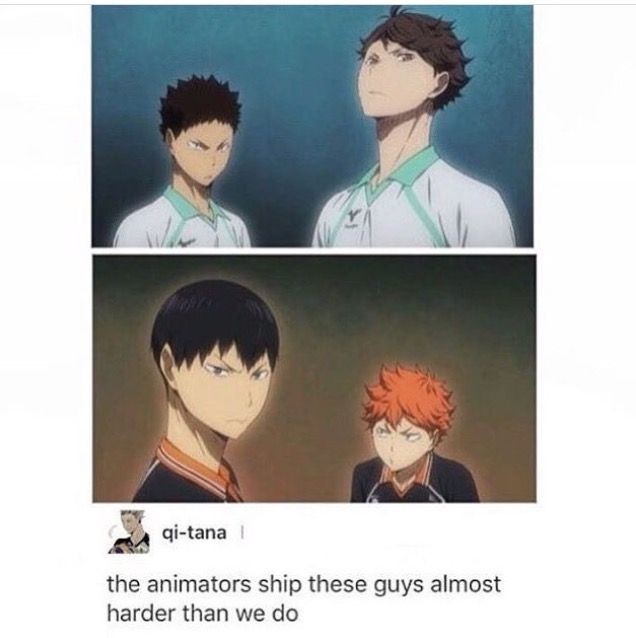 qi-tana
the animators ship these guys almost
harder than we do